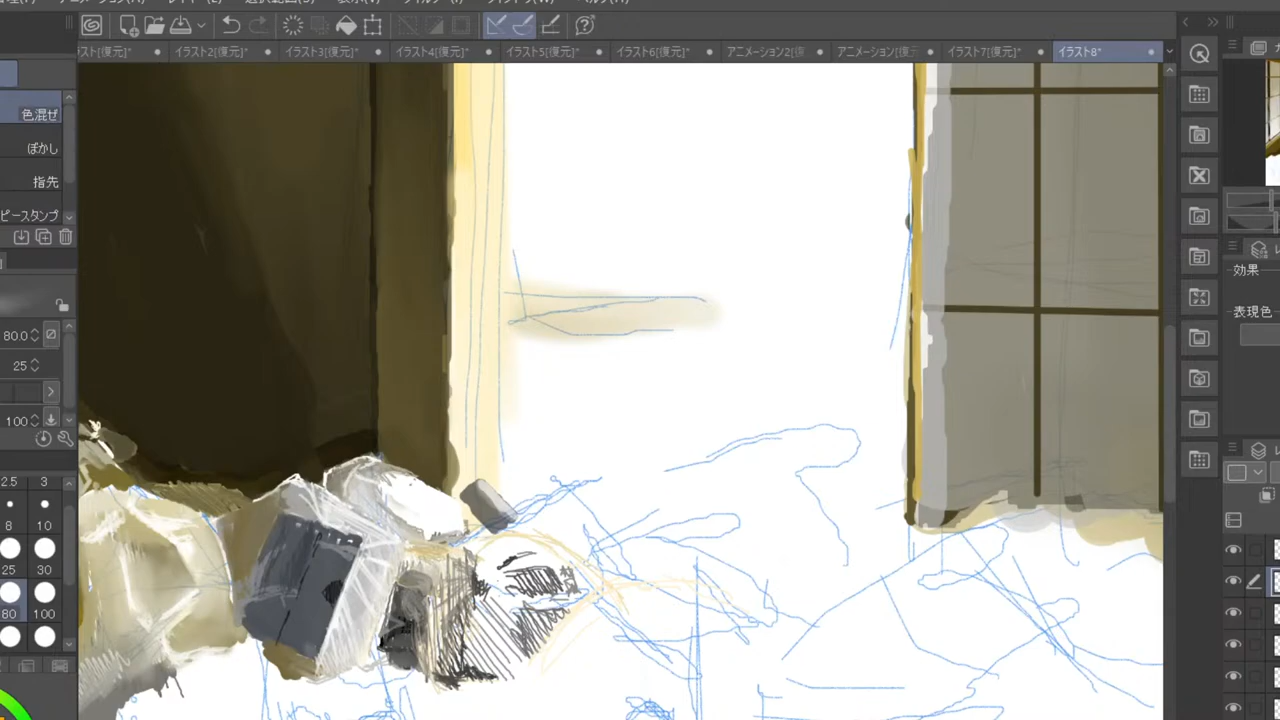 イラスト2[復元]*
イラスト3[復元]*
イラスト4[復元]*
イラスト5[復元]*
イラスト6[復元]*
アニメーション2[復
アニメーション[復元
イラスト7[復元]*
イラスト8*
色混ぜ
ぼかし
指先
ピースタンプ
80.0
25
100
2.5 3
8 10
25 30
80 100
効果
表現色